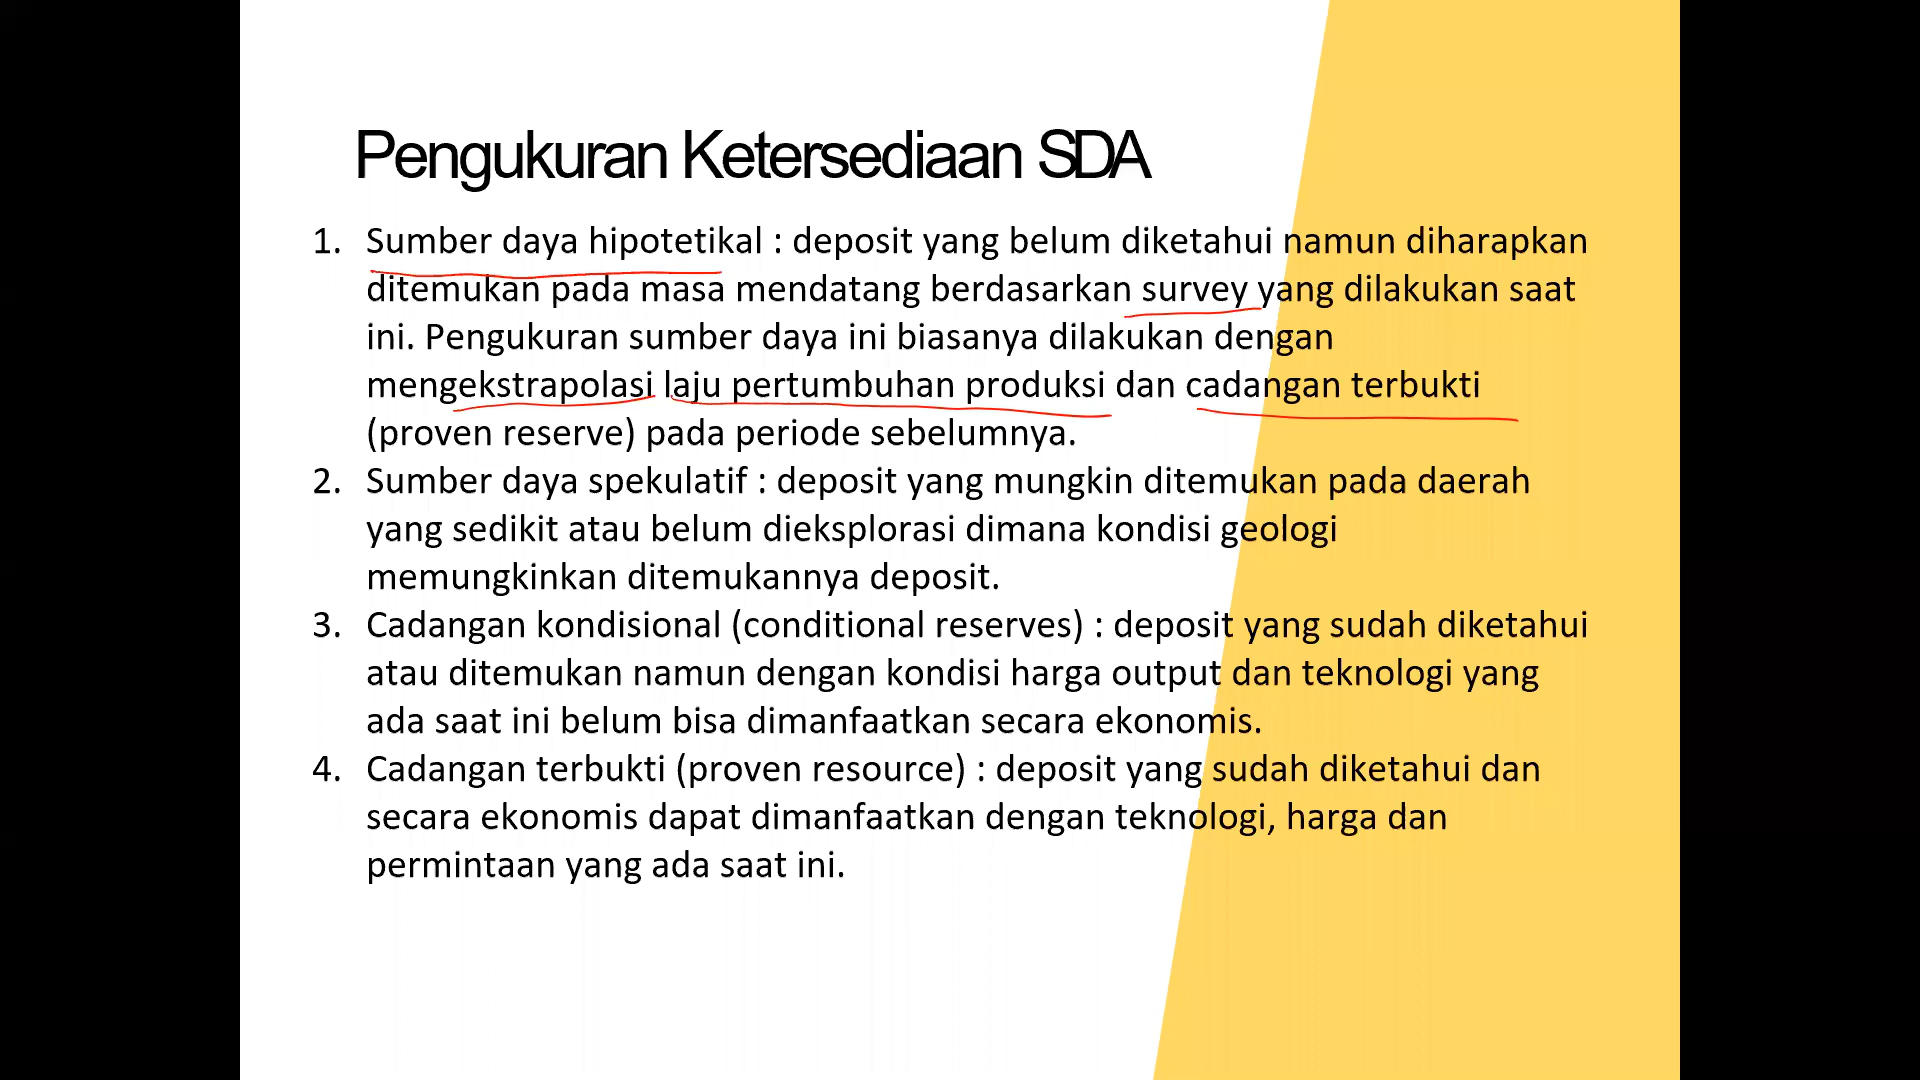 Pengukuran Ketersediaan SDA
1. Sumber daya hipotetikal : deposit yang belum diketahui namun diharapkan
ditemukan pada masa mendatang berdasarkan survey yang dilakukan saat
ini. Pengukuran sumber daya ini biasanya dilakukan dengan
mengekstrapolasi laju pertumbuhan produksi dan cadangan terbukti
(proven reserve) pada periode sebelumnya.
2. Sumber daya spekulatif : deposit yang mungkin ditemukan pada daerah
yang sedikit atau belum dieksplorasi dimana kondisi geologi
memungkinkan ditemukannya deposit.
3. Cadangan kondisional (conditional reserves) : deposit yang sudah diketahui
atau ditemukan namun dengan kondisi harga output dan teknologi yang
ada saat ini belum bisa dimanfaatkan secara ekonomis.
4. Cadangan terbukti (proven resource) : deposit yang sudah diketahui dan
secara ekonomis dapat dimanfaatkan dengan teknologi, harga dan
permintaan yang ada saat ini.